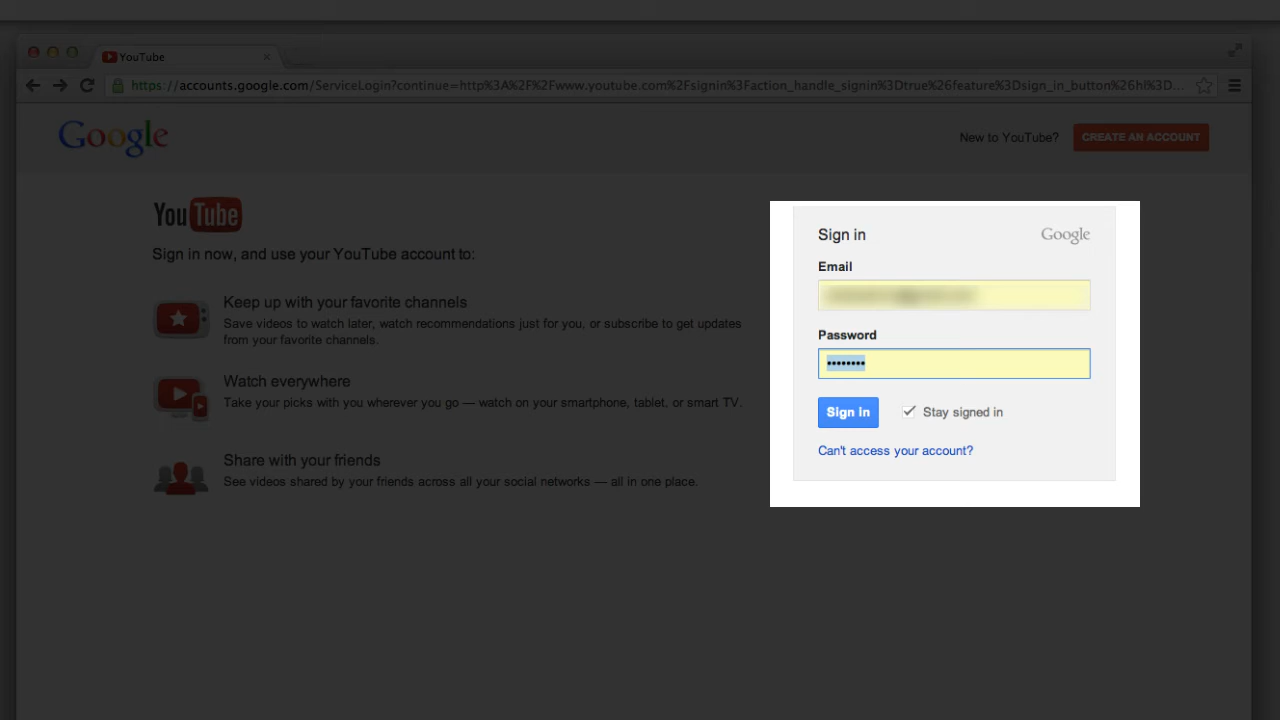 YouTube
https://accounts.google.com/ServiceLogin?continue=http%3A%2F%2Fwww.youtube.com%2Fsignin%3Faction_handle_signin%3Dtrue%26feature%3Dsign_in_button%26hl%3D...
Google
New to YouTube?
CREATE AN ACCOUNT
YouTube
Sign in now, and use your YouTube account to:
Keep up with your favorite channels
Save videos to watch later, watch recommendations just for you, or subscribe to get updates
from your favorite channels.
Watch everywhere
Take your picks with you wherever you go — watch on your smartphone, tablet, or smart TV.
Share with your friends
See videos shared by your friends across all your social networks — all in one place.
Sign in
Google
Email
Password
••••••••
Sign in
Stay signed in
Can't access your account?